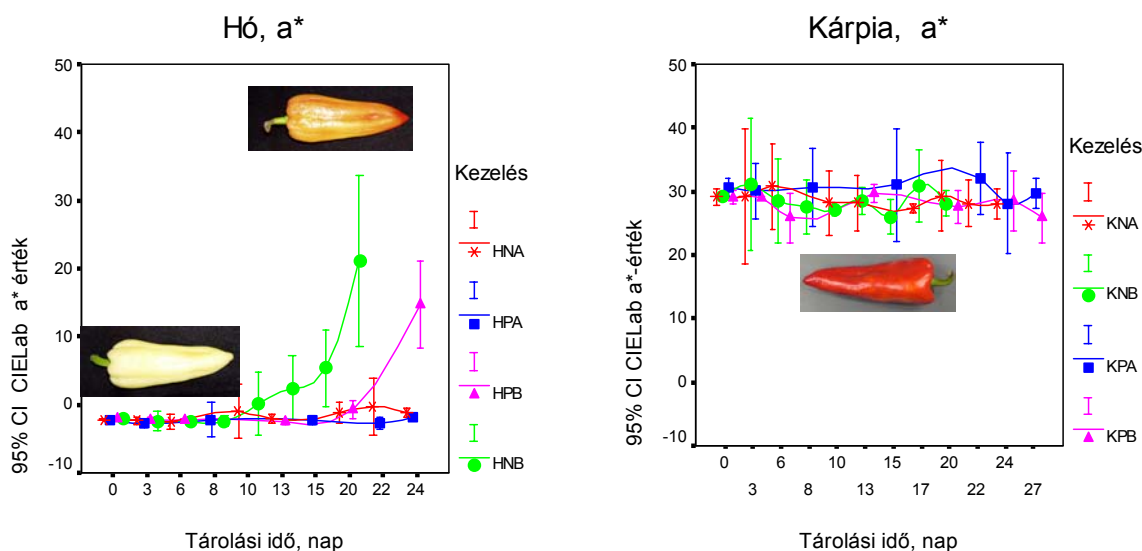 Hó, a*
50
40
30
20
10
0
-10
95% CI CIELab a* érték
0 3 6 8 10 13 15 20 22 24
Tárolási idő, nap
Kezelés
HNA
HPA
HPB
HNB
Kárpia, a*
50
40
30
20
10
0
-10
95% CI CIELab a*-érték
0 6 10 15 20 24
3 8 13 17 22 27
Tárolási idő, nap
Kezelés
KNA
KNB
KPA
KPB